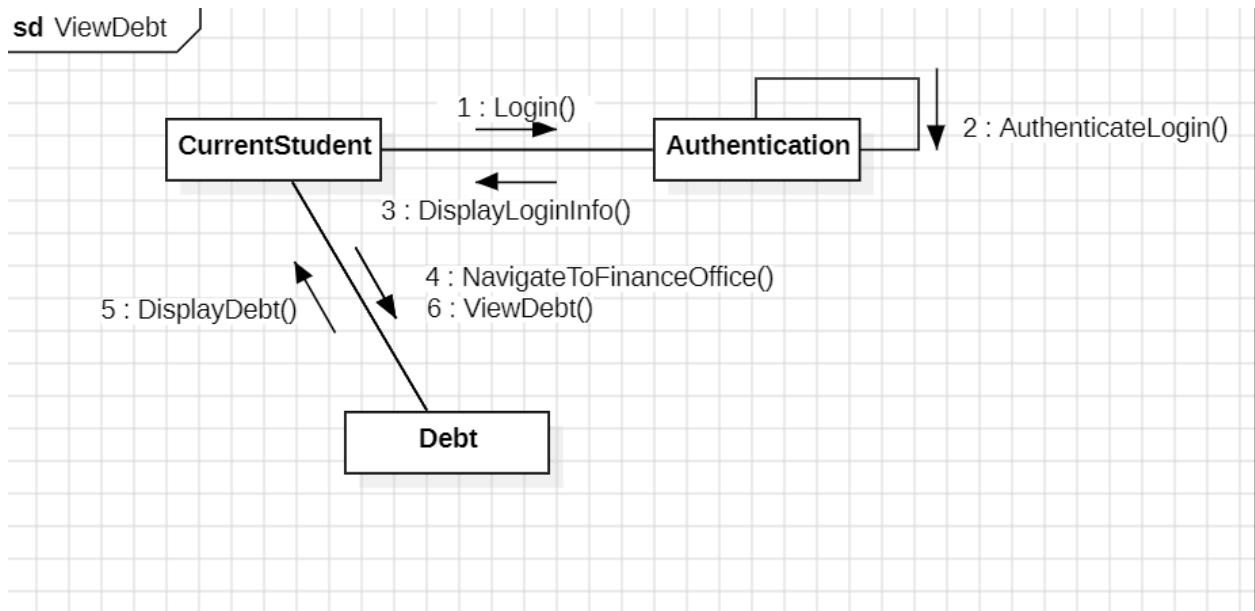 sd ViewDebt
1 : Login()
CurrentStudent
Authentication
2 : AuthenticateLogin()
3 : DisplayLoginInfo()
4 : NavigateToFinanceOffice()
5 : DisplayDebt()
6 : ViewDebt()
Debt